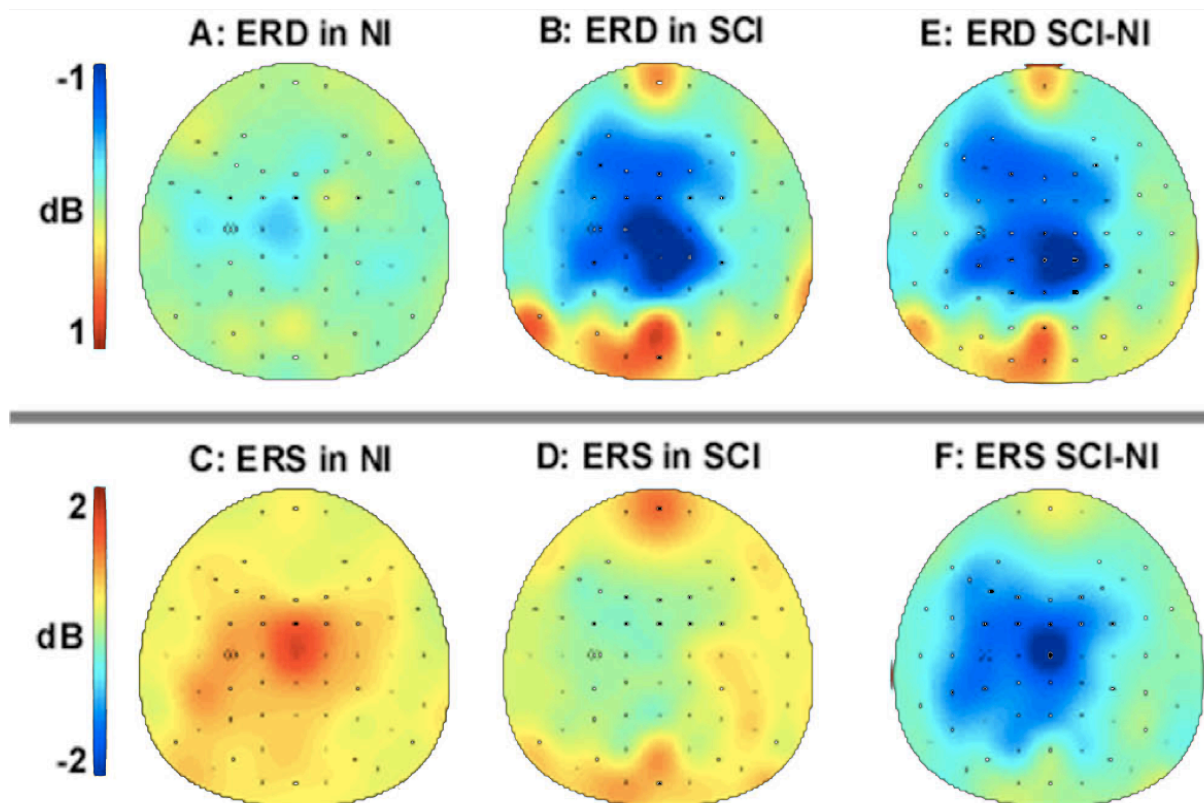 A: ERD in NI
B: ERD in SCI
E: ERD SCI-NI
-1
dB
1
C: ERS in NI
D: ERS in SCI
F: ERS SCI-NI
2
dB
-2